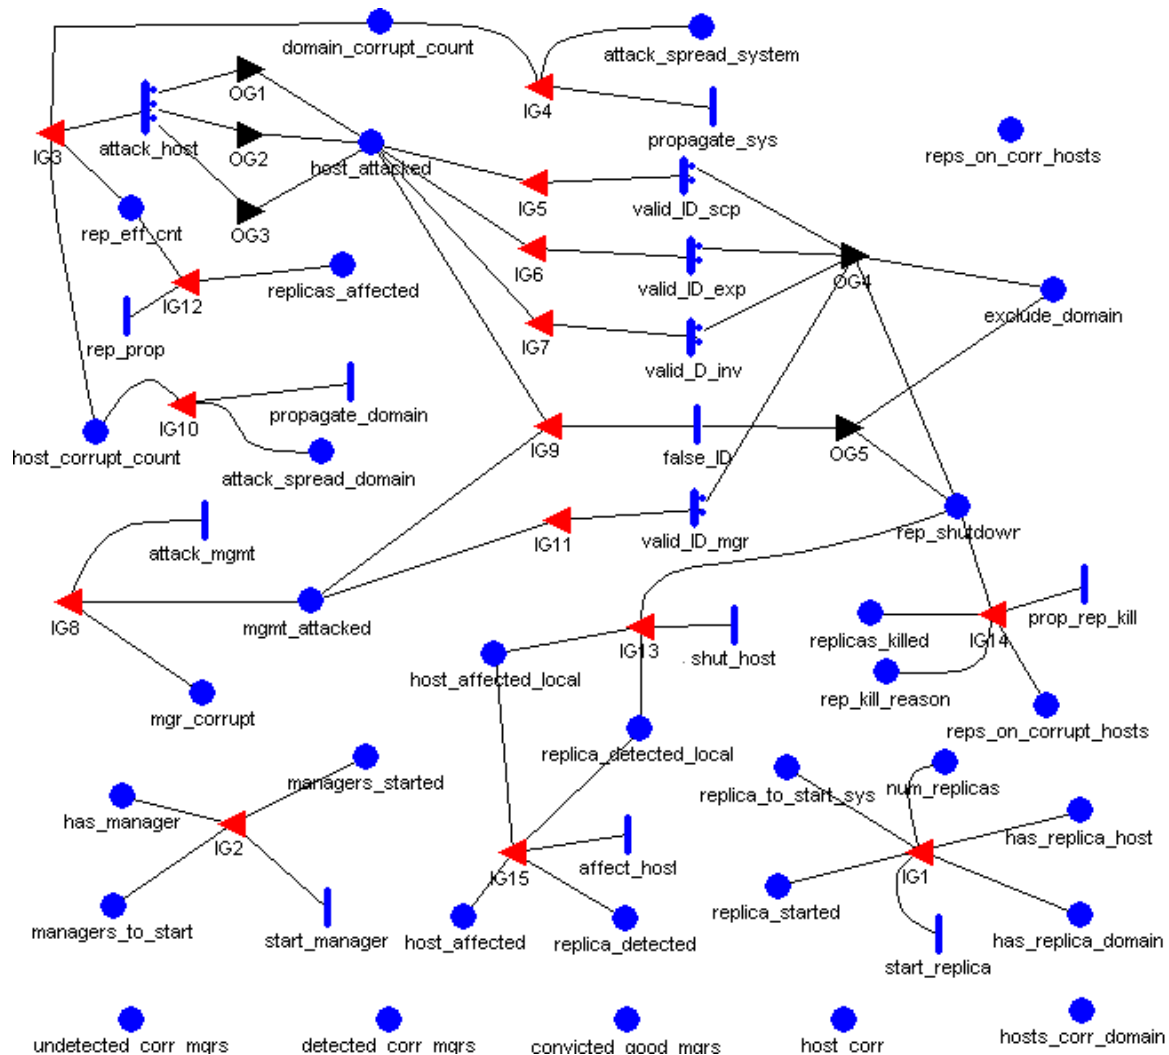 domain_corrupt_count
attack_spread_system
OG1
IG4
IG3
attack_host
OG2
propagate_sys
reps_on_corr_hosts
host_attacked
IG5
valid_ID_scp
rep_eff_cnt
OG3
IG6
valid_ID_exp
OG4
IG12
replicas_affected
exclude_domain
rep_prop
IG7
valid_D_inv
propagate_domain
IG10
host_corrupt_count
attack_spread_domain
IG9
false_ID
OG5
attack_mgmt
IG11
valid_ID_mgr
rep_shutdowr
IG8
mgmt_attacked
IG13
shut_host
replicas_killed
IG14
prop_rep_kill
host_affected_local
rep_kill_reason
mgr_corrupt
reps_on_corrupt_hosts
replica_detected_local
managers_started
replica_to_start_sys
num_replicas
has_manager
IG2
has_replica_host
IG15
affect_host
IG1
managers_to_start
start_manager
host_affected
replica_detected
replica_started
has_replica_domain
start_replica
undetected_corr_mgrs
detected_corr_mgrs
convicted_good_mgrs
host_corr
hosts_corr_domain